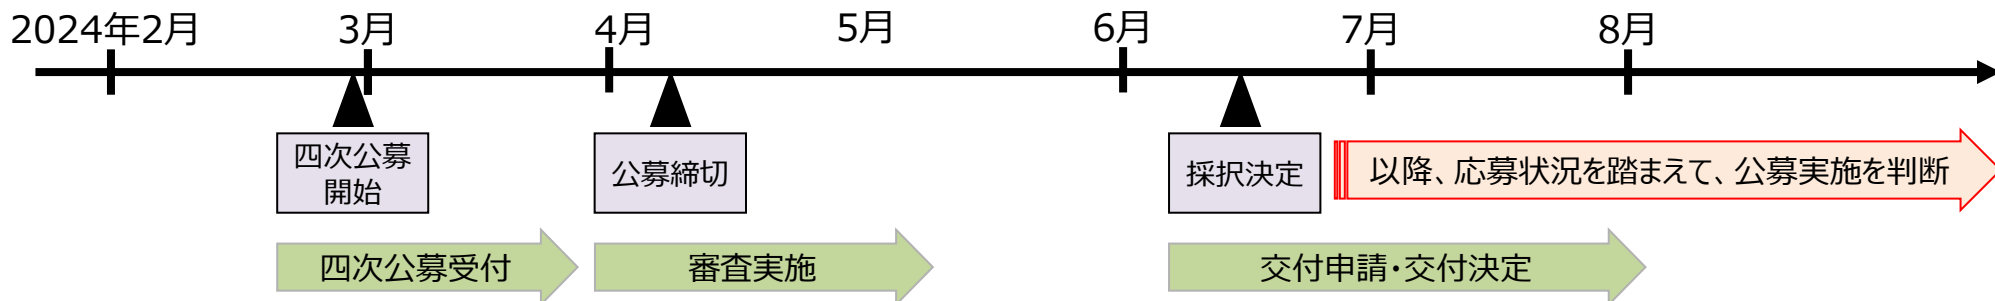 2024年2月
3月
4月
5月
6月
7月
8月
四次公募
開始
公募締切
採択決定
以降、応募状況を踏まえて、公募実施を判断
四次公募受付
審査実施
交付申請・交付決定